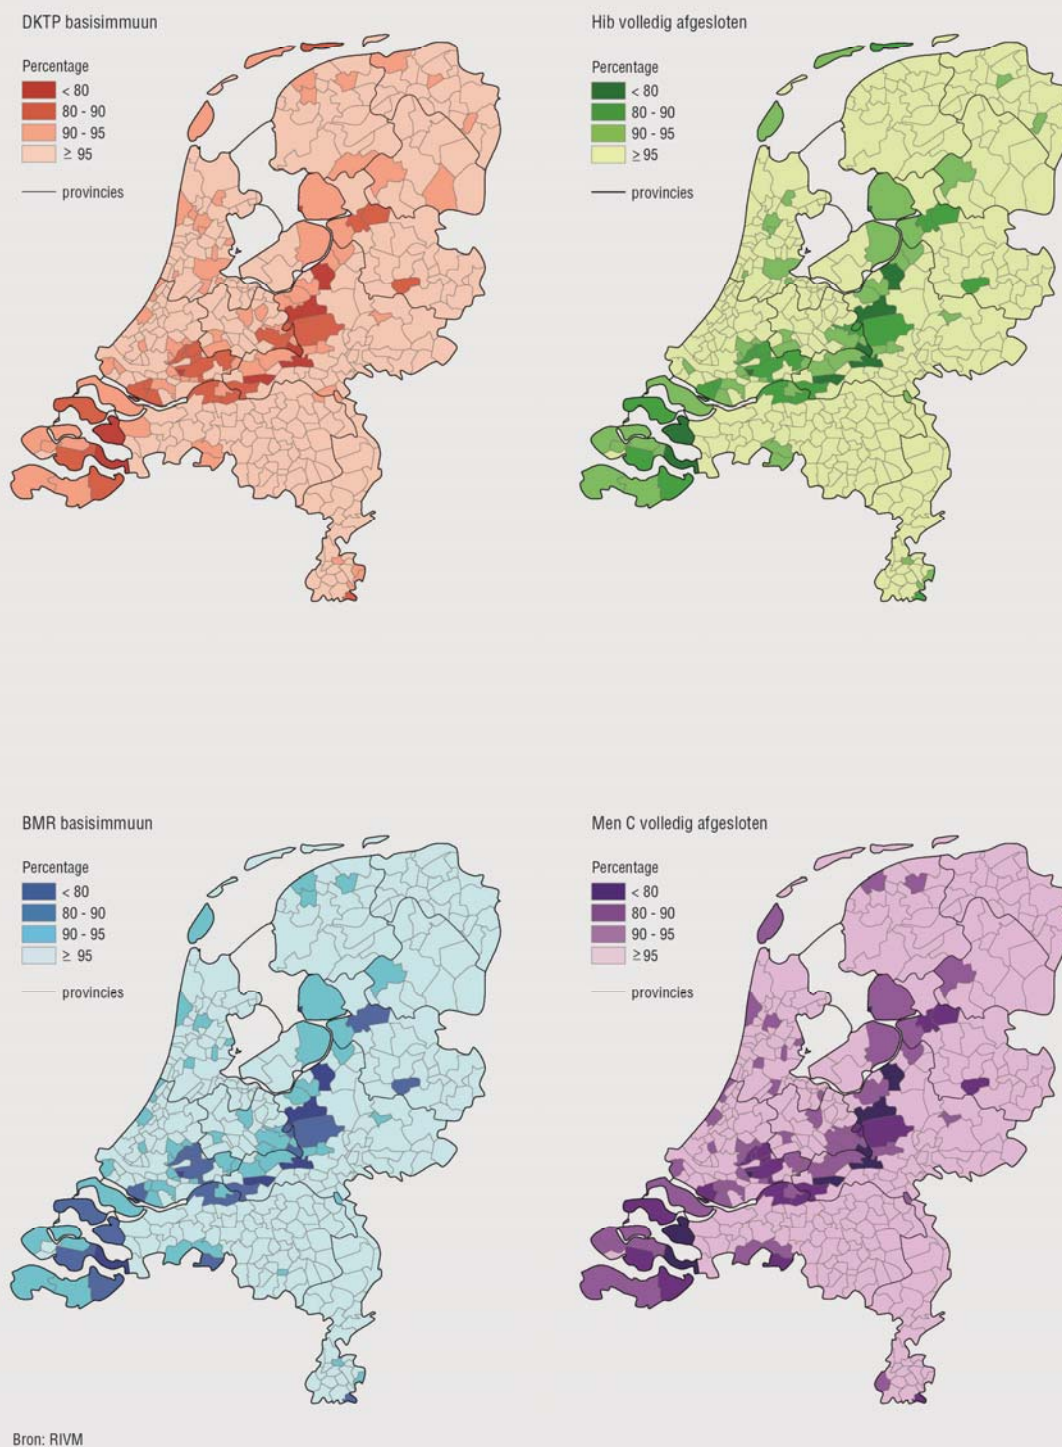 DKTP basisimmuun
Percentage
< 80
80 - 90
90 - 95
≥ 95
provincies
Hib volledig afgesloten
Percentage
< 80
80 - 90
90 - 95
≥ 95
provincies
BMR basisimmuun
Percentage
< 80
80 - 90
90 - 95
≥ 95
provincies
Men C volledig afgesloten
Percentage
< 80
80 - 90
90 - 95
≥ 95
provincies
Bron: RIVM